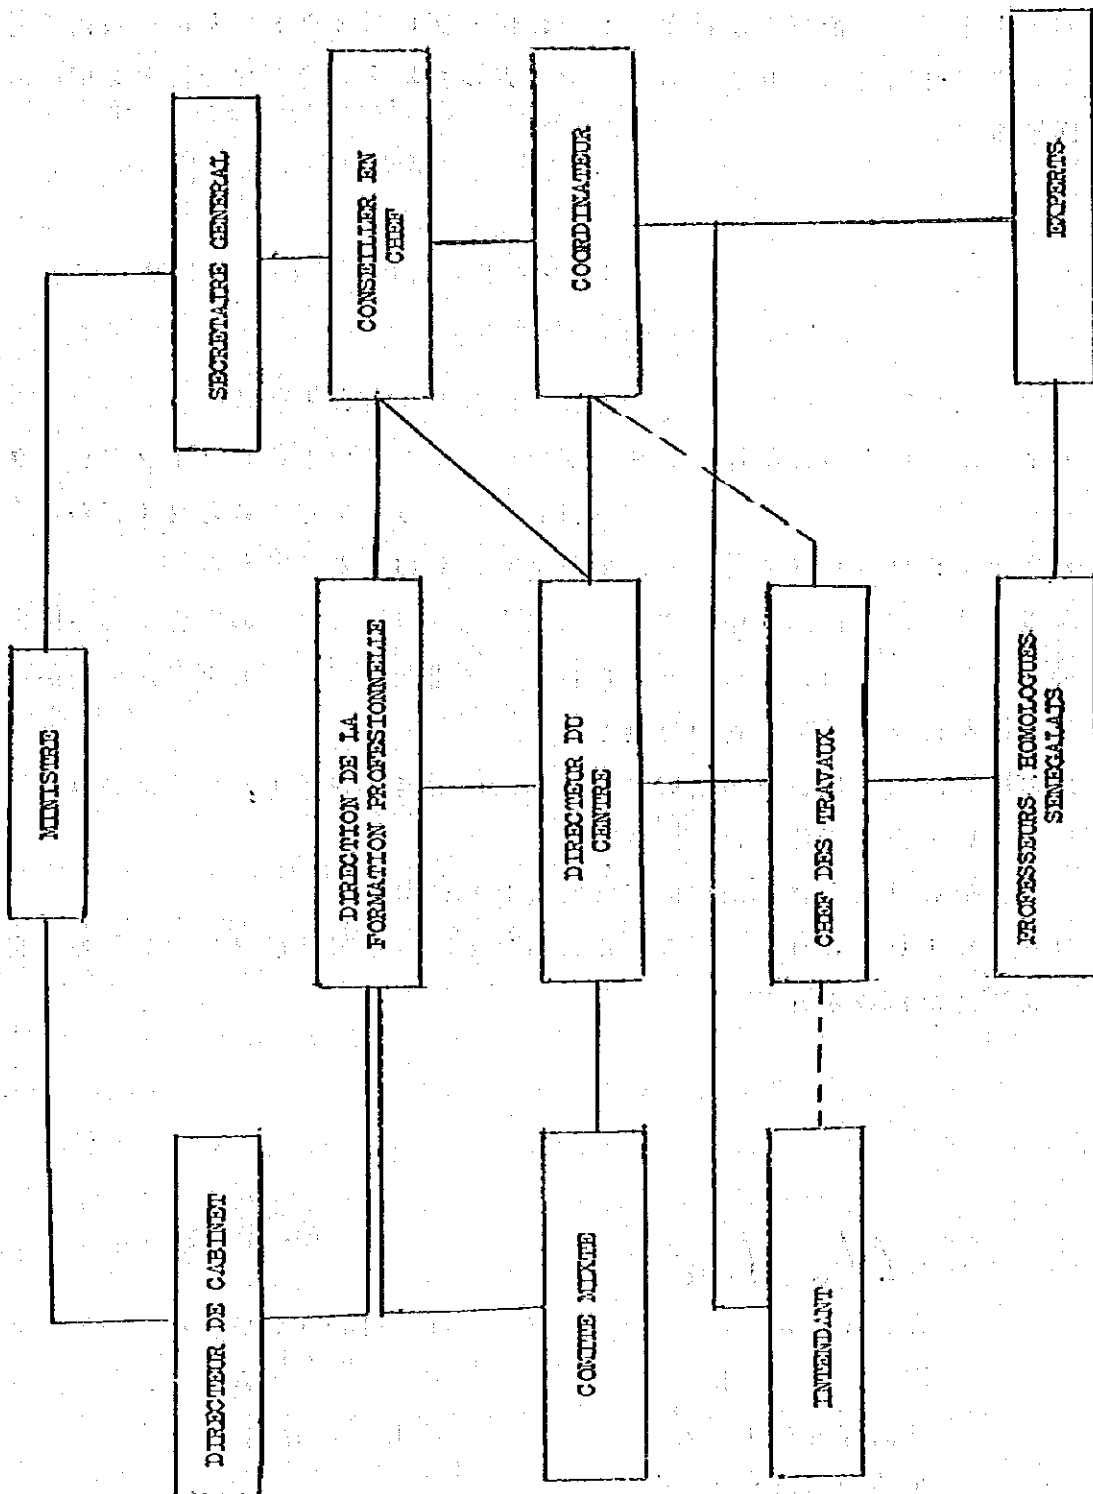 MINISTRE
DIRECTEUR DE CABINET
SECRETAIRE GENERAL
DIRECTION DE LA
FORMATION PROFESIONNELLE
CONSEILLER EN
CHEF
COMITE MIXTE
DIRECTEUR DU
CENTRE
COORDINATEUR
INTENDANT
CHEF DES TRAVAUX
PROFESSEURS HOMOLOGUES
SENEGALAIS
EXPERTS